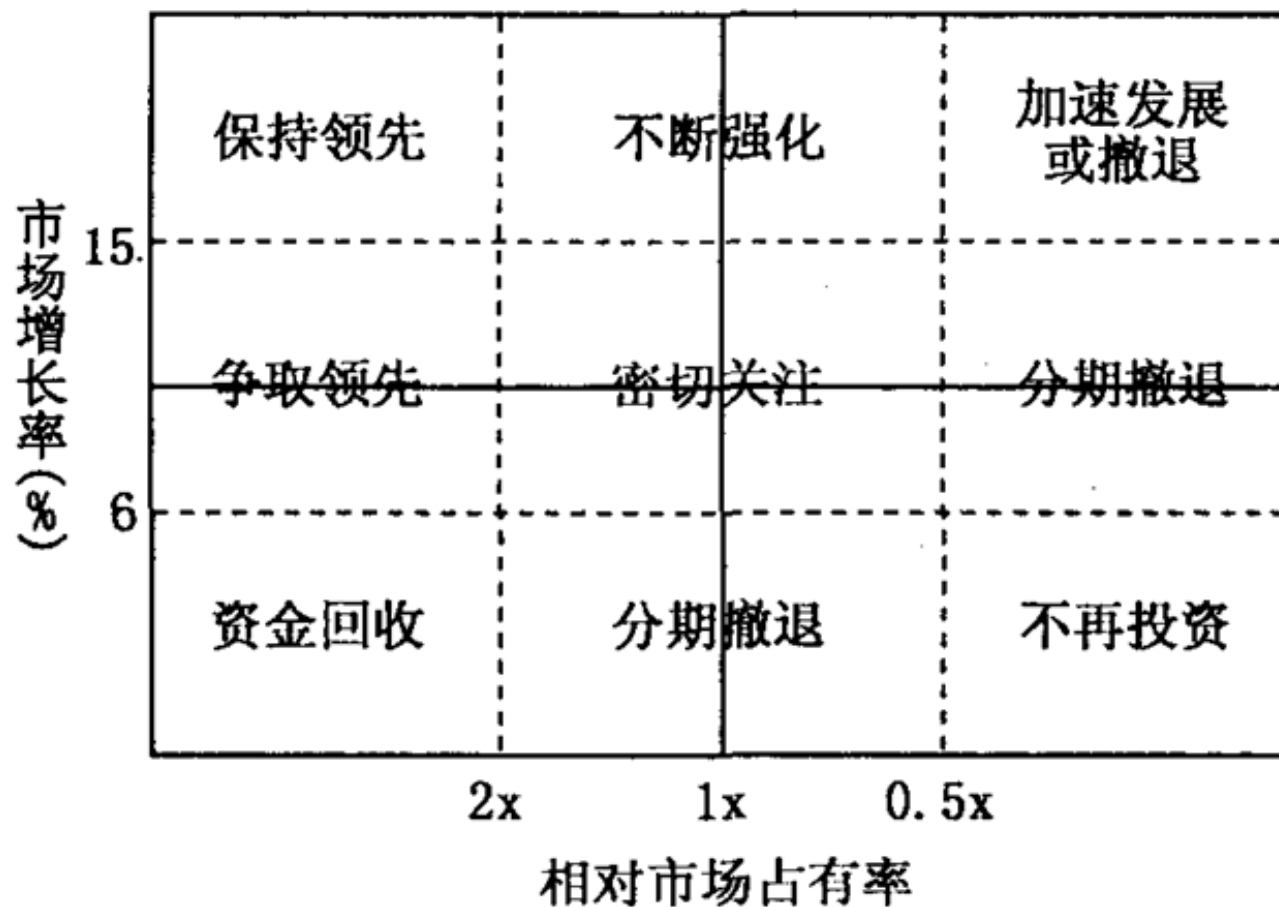 保持领先
不断强化
加速发展
或撤退
市场增长率(%)
15
争取领先
密切关注
分期撤退
6
资金回收
分期撤退
不再投资
2x
1x
0.5x
相对市场占有率